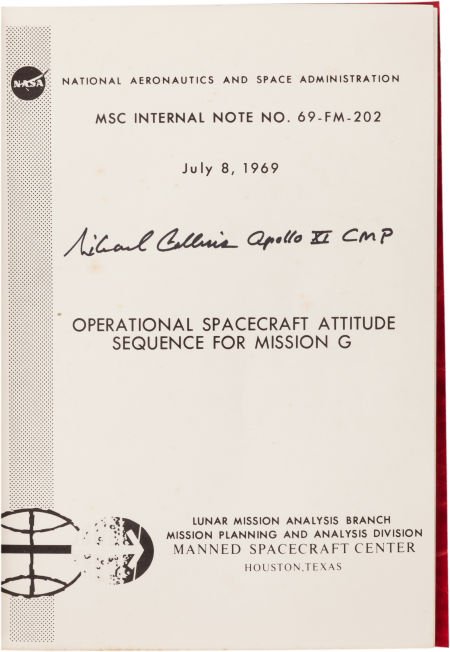 NASA
NATIONAL AERONAUTICS AND SPACE ADMINISTRATION
MSC INTERNAL NOTE NO. 69-FM-202
July 8, 1969
Michael Collins Apollo XI CMP
OPERATIONAL SPACECRAFT ATTITUDE
SEQUENCE FOR MISSION G
LUNAR MISSION ANALYSIS BRANCH
MISSION PLANNING AND ANALYSIS DIVISION
MANNED SPACECRAFT CENTER
HOUSTON,TEXAS